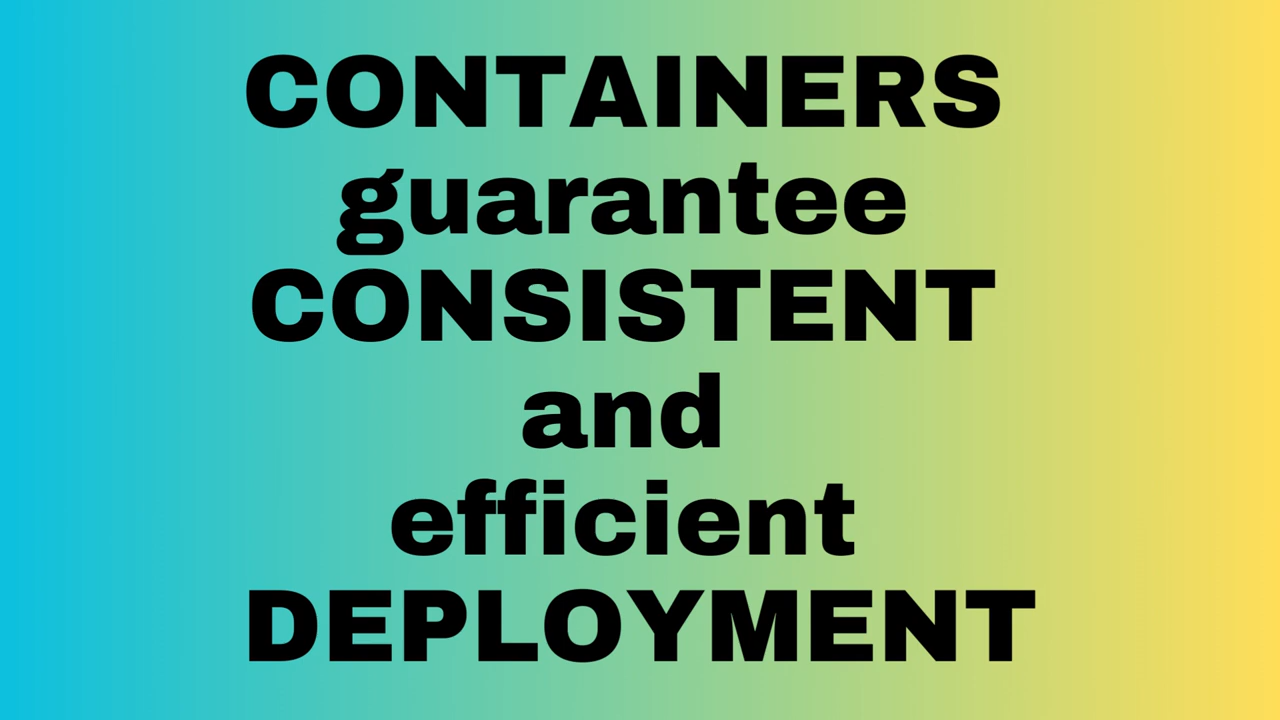 CONTAINERS
guarantee
CONSISTENT
and
efficient
DEPLOYMENT